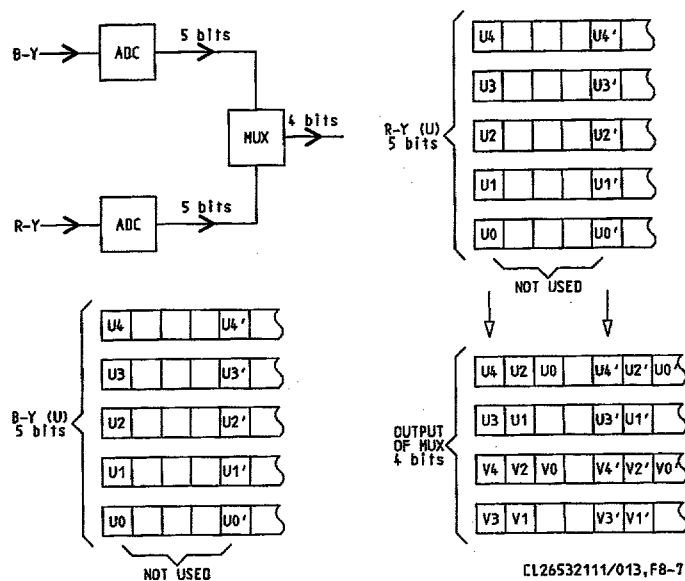 B-Y
ADC
5 bits
4 bits
MUX
R-Y
ADC
5 bits
R-Y (U)
5 bits
U4 U4'
U3 U3'
U2 U2'
U1 U1'
U0 U0'
NOT USED
B-Y (U)
5 bits
U4 U4'
U3 U3'
U2 U2'
U1 U1'
U0 U0'
NOT USED
OUTPUT
OF MUX
4 bits
U4 U2 U0 U4' U2' U0'
U3 U1 U3' U1'
V4 V2 V0 V4' V2' V0'
V3 V1 V3' V1'
CL26532111/013,F8-7